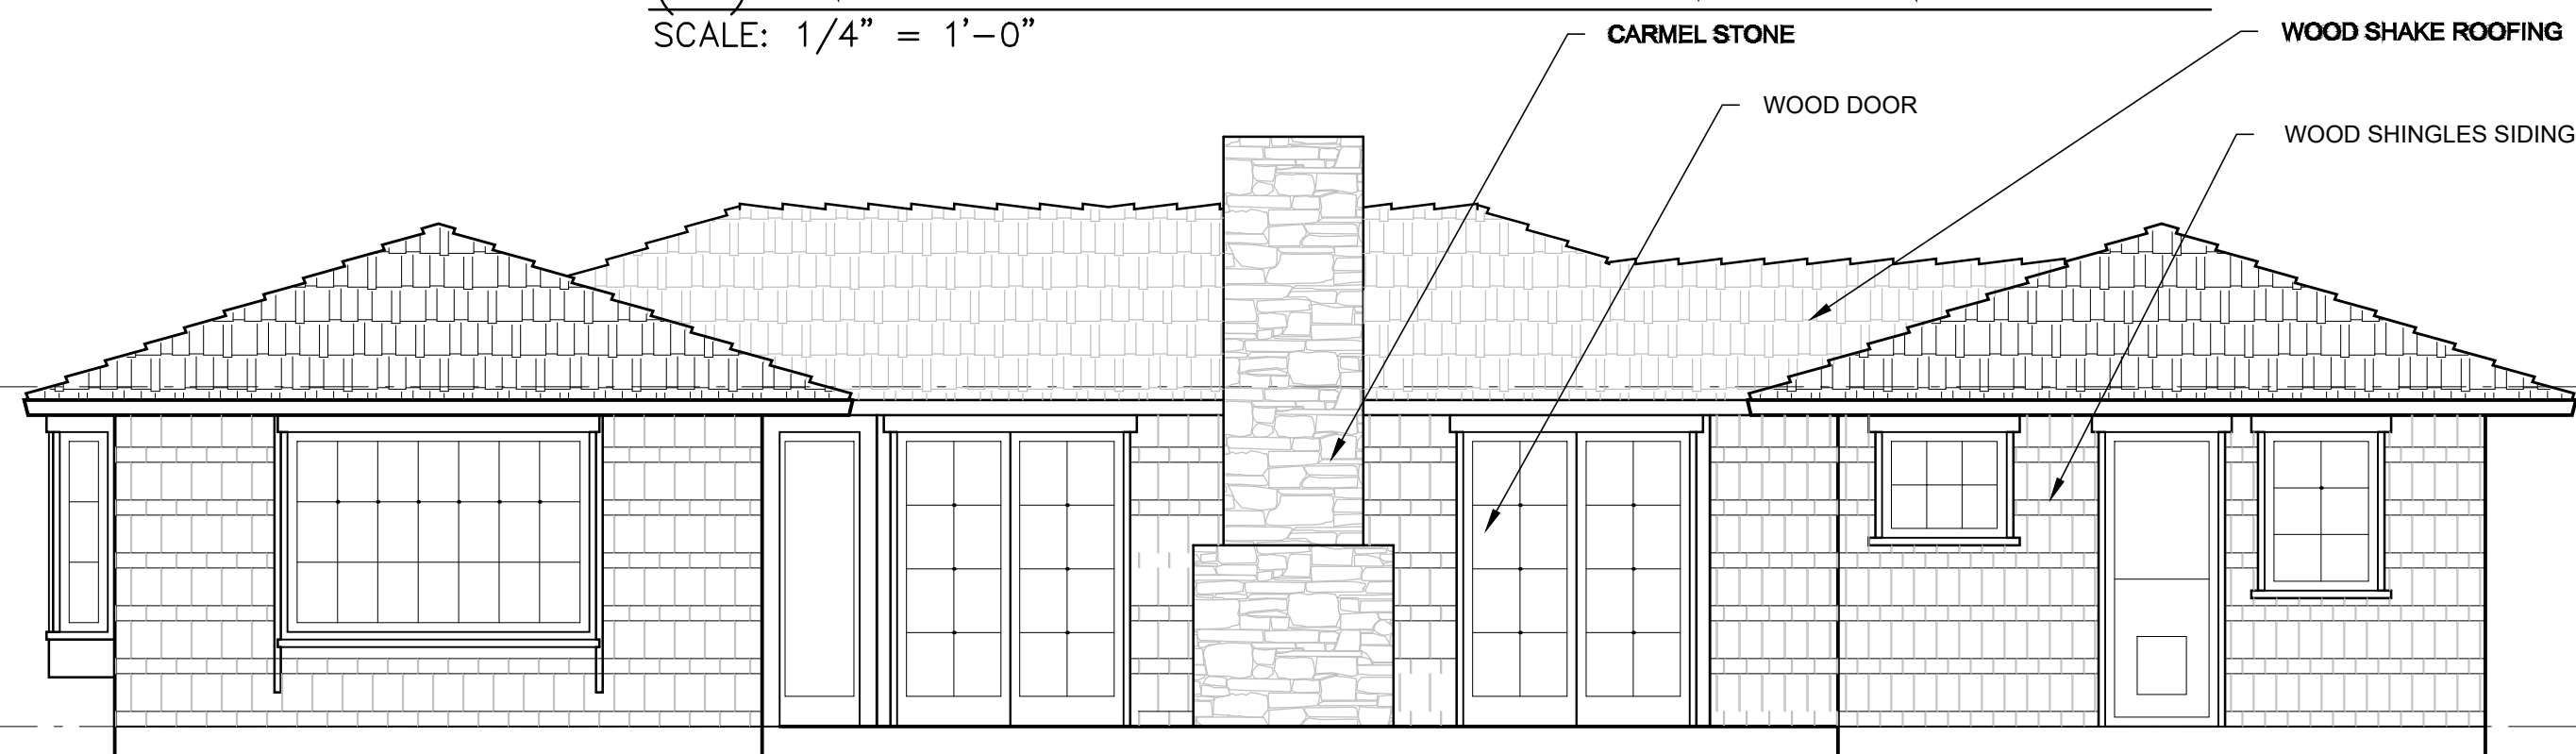 SCALE: 1/4" = 1'-0"
CARMEL STONE
WOOD SHAKE ROOFING
WOOD DOOR
WOOD SHINGLES SIDING